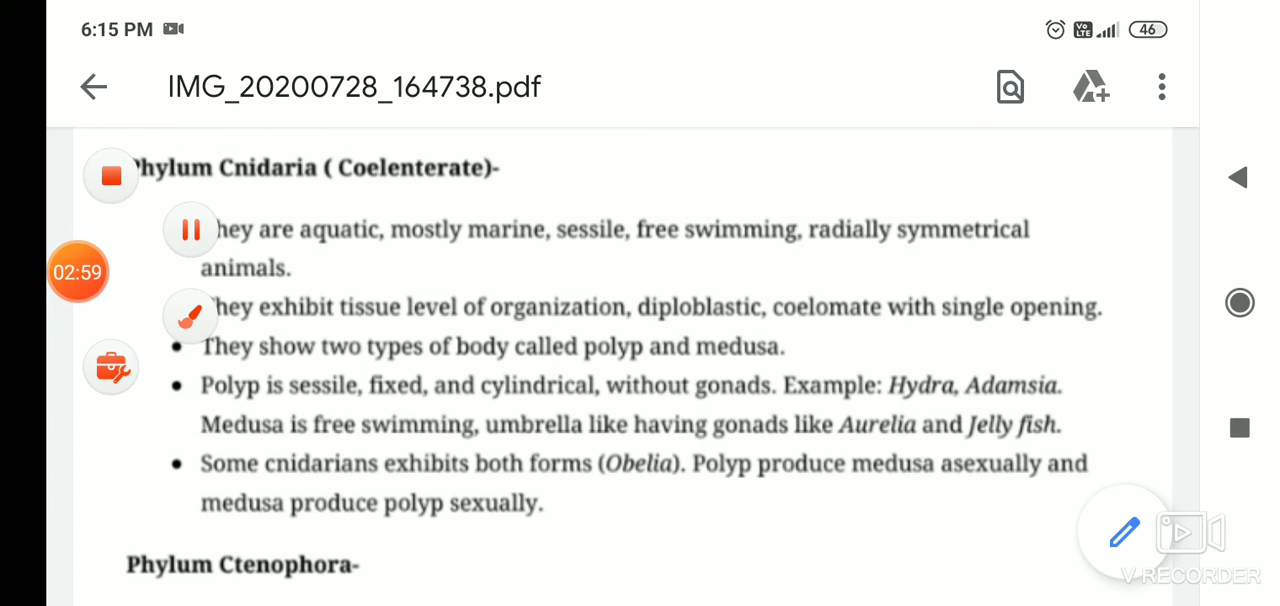 6:15 PM
Vo LTE
46
IMG_20200728_164738.pdf
Phylum Cnidaria ( Coelenterate)-
hey are aquatic, mostly marine, sessile, free swimming, radially symmetrical
animals.
02:59
hey exhibit tissue level of organization, diploblastic, coelomate with single opening.
• They show two types of body called polyp and medusa.
• Polyp is sessile, fixed, and cylindrical, without gonads. Example: Hydra, Adamsia.
Medusa is free swimming, umbrella like having gonads like Aurelia and Jelly fish.
• Some cnidarians exhibits both forms (Obelia). Polyp produce medusa asexually and
medusa produce polyp sexually.
Phylum Ctenophora-
V RECORDER